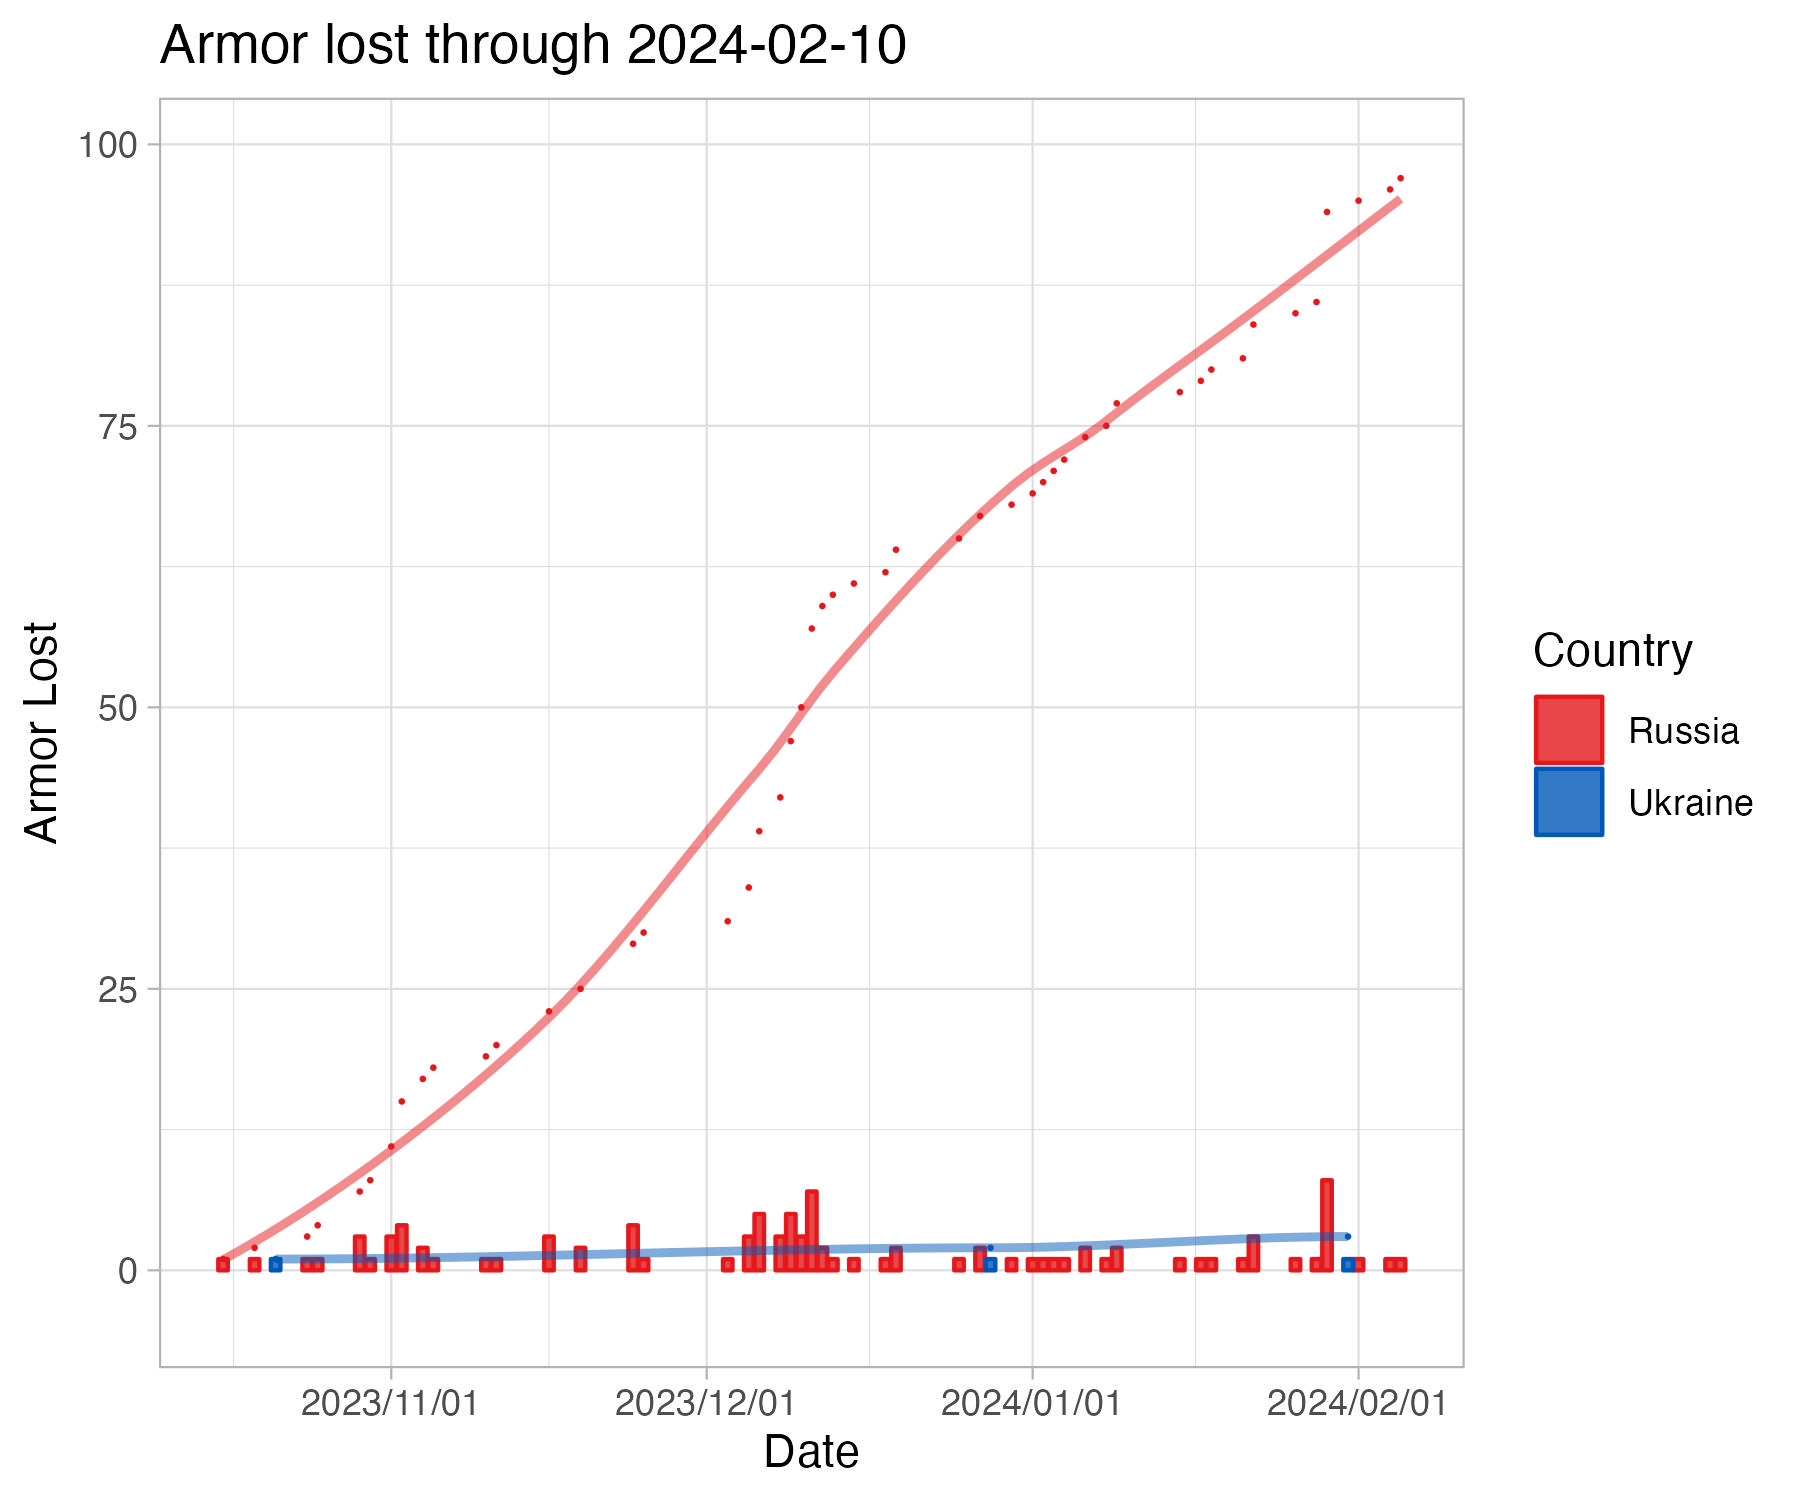 Armor lost through 2024-02-10
100
75
50
25
0
Armor Lost
2023/11/01
2023/12/01
2024/01/01
2024/02/01
Date
Country
Russia
Ukraine